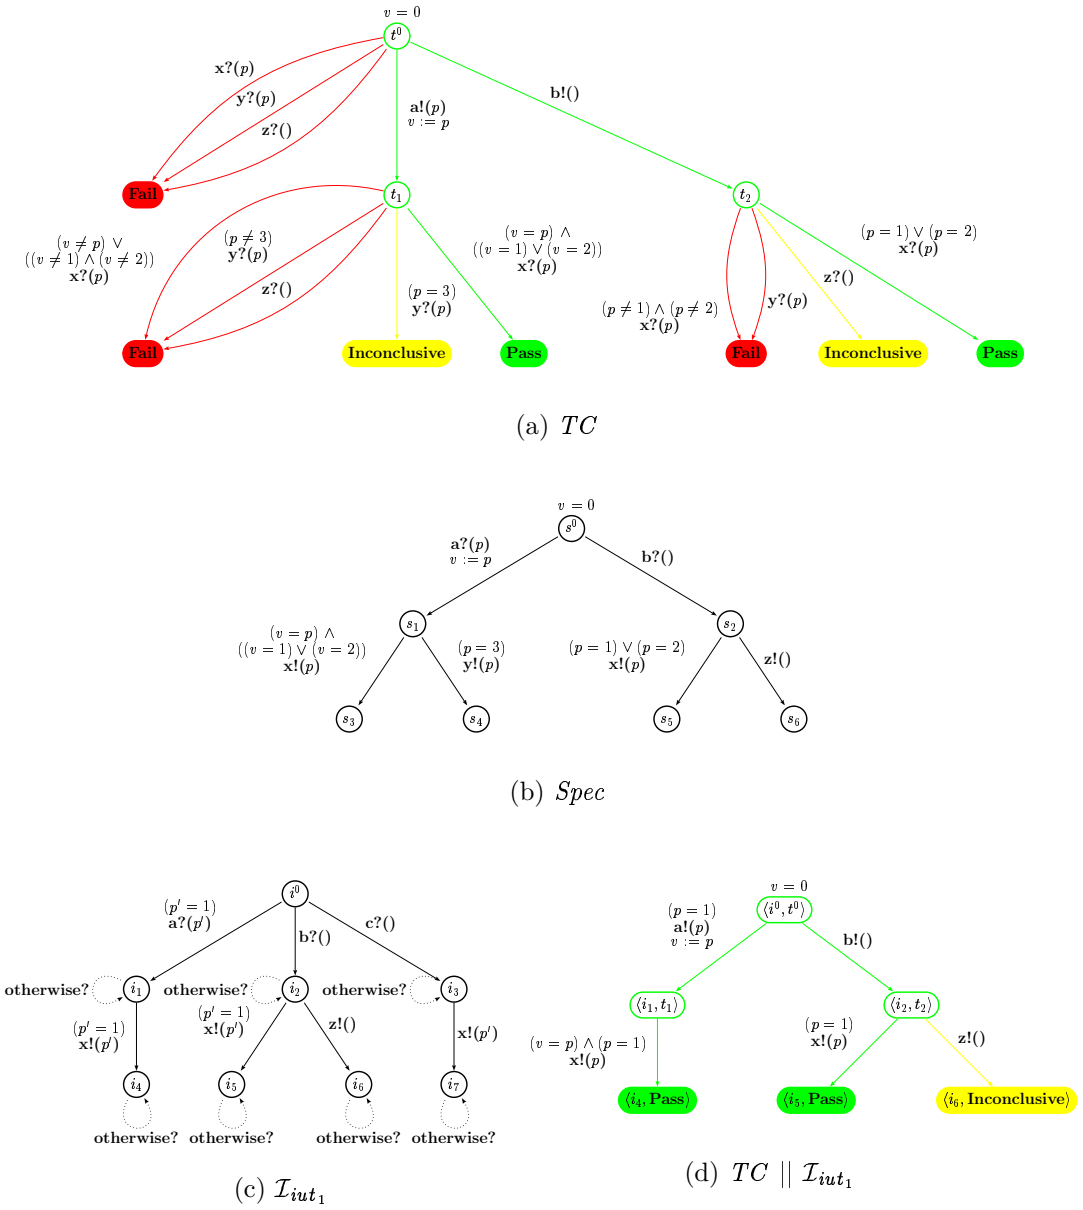 v = 0
t⁰
x?(p)
y?(p)
z?()
a!(p)
v := p
b!()
Fail
t₁
t₂
(v ≠ p) ∨
((v ≠ 1) ∧ (v ≠ 2))
x?(p)
(p ≠ 3)
y?(p)
z?()
(p = 3)
y?(p)
(v = p) ∧
((v = 1) ∨ (v = 2))
x?(p)
(p ≠ 1) ∧ (p ≠ 2)
x?(p)
y?(p)
z?()
(p = 1) ∨ (p = 2)
x?(p)
Fail
Inconclusive
Pass
Fail
Inconclusive
Pass
(a) TC
v = 0
s⁰
a?(p)
v := p
b?()
s₁
s₂
(v = p) ∧
((v = 1) ∨ (v = 2))
x!(p)
(p = 3)
y!(p)
(p = 1) ∨ (p = 2)
x!(p)
z!()
s₃
s₄
s₅
s₆
(b) Spec
i⁰
(p′ = 1)
a?(p′)
b?()
c?()
otherwise?
i₁
otherwise?
i₂
otherwise?
i₃
(p′ = 1)
x!(p′)
(p′ = 1)
x!(p′)
z!()
x!(p′)
i₄
i₅
i₆
i₇
otherwise?
otherwise?
otherwise?
otherwise?
(c) 𝓘iut₁
v = 0
⟨i⁰, t⁰⟩
(p = 1)
a!(p)
v := p
b!()
⟨i₁, t₁⟩
⟨i₂, t₂⟩
(v = p) ∧ (p = 1)
x!(p)
(p = 1)
x!(p)
z!()
⟨i₄, Pass⟩
⟨i₅, Pass⟩
⟨i₆, Inconclusive⟩
(d) TC || 𝓘iut₁